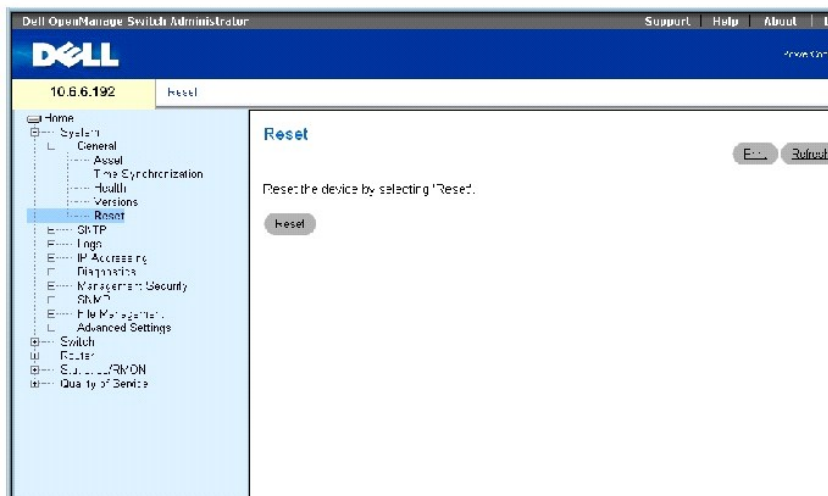 Dell OpenManage Switch Administrator
Support | Help | About |
DELL
10.6.6.192
Reset
Home
System
General
Asset
Time Synchronization
Health
Versions
Reset
SNTP
Logs
IP Addressing
Diagnostics
Management Security
SNMP
File Management
Advanced Settings
Switch
Router
Statistics/RMON
Quality of Service
Reset
Refresh
Reset the device by selecting 'Reset'.
Reset